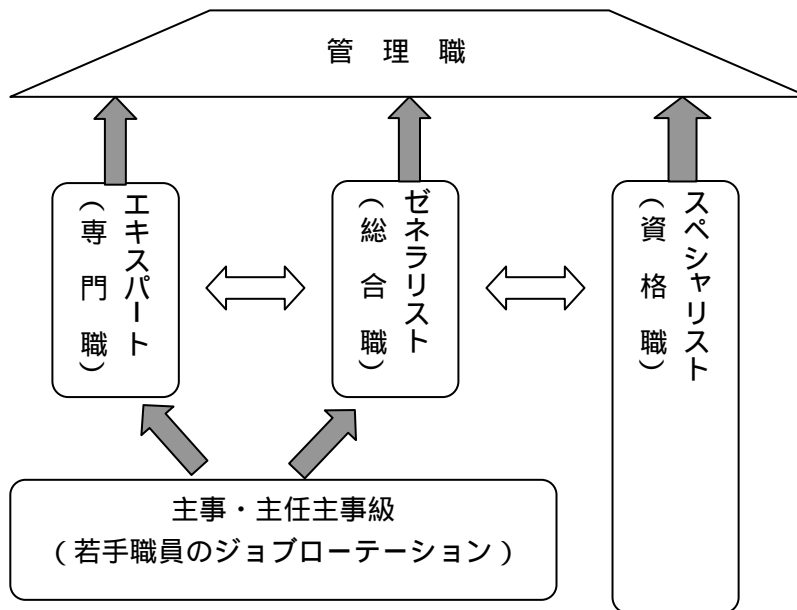 管 理 職
エキスパート
(専 門 職)
ゼネラリスト
(総 合 職)
スペシャリスト
(資 格 職)
主事・主任主事級
(若手職員のジョブローテーション)